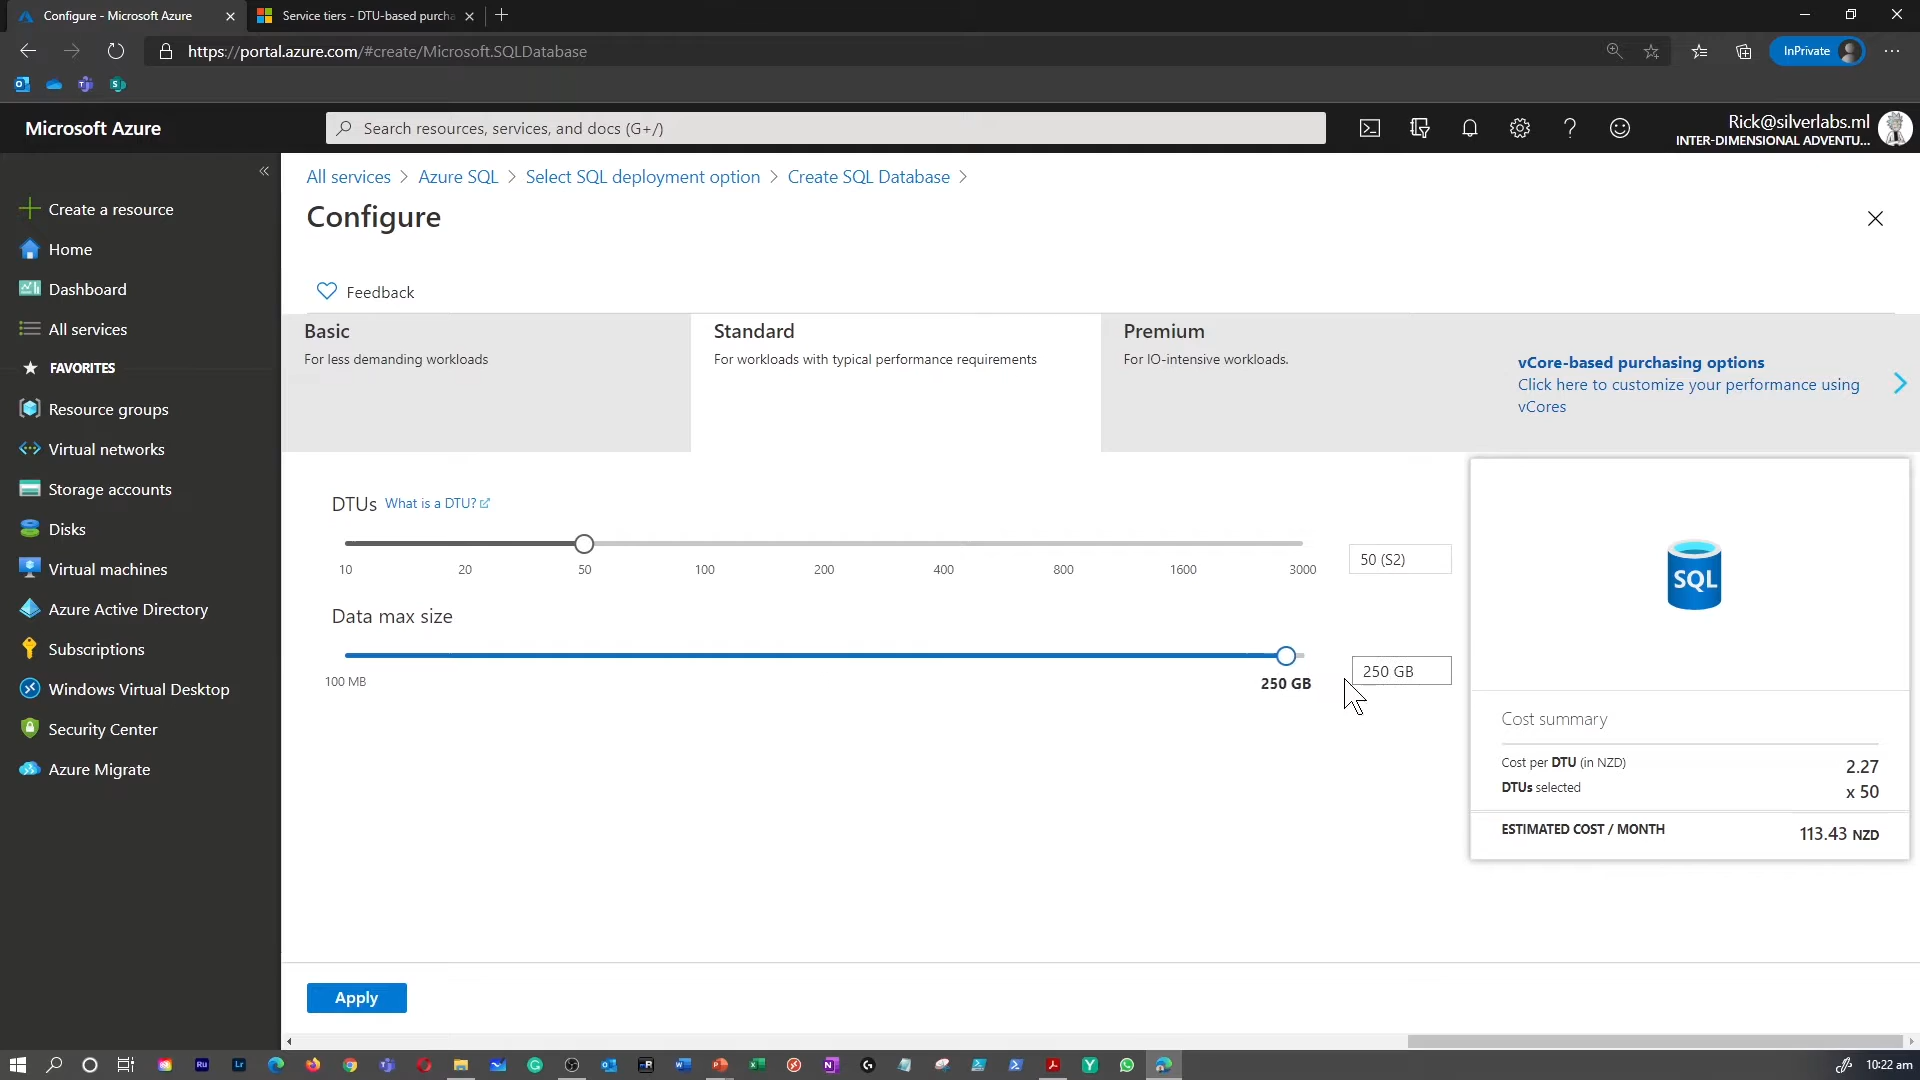 Configure - Microsoft Azure
Service tiers - DTU-based purcha
https://portal.azure.com/#create/Microsoft.SQLDatabase
InPrivate
Microsoft Azure
Search resources, services, and docs (G+/)
Rick@silverlabs.ml
INTER-DIMENSIONAL ADVENTU...
All services > Azure SQL > Select SQL deployment option > Create SQL Database >
Configure
Create a resource
Home
Dashboard
All services
FAVORITES
Resource groups
Virtual networks
Storage accounts
Disks
Virtual machines
Azure Active Directory
Subscriptions
Windows Virtual Desktop
Security Center
Azure Migrate
Feedback
Basic
For less demanding workloads
Standard
For workloads with typical performance requirements
Premium
For IO-intensive workloads.
vCore-based purchasing options
Click here to customize your performance using
vCores
DTUs What is a DTU?
10 20 50 100 200 400 800 1600 3000
50 (S2)
Data max size
100 MB
250 GB
250 GB
SQL
Cost summary
Cost per DTU (in NZD) 2.27
DTUs selected x 50
ESTIMATED COST / MONTH 113.43 NZD
Apply
10:22 am